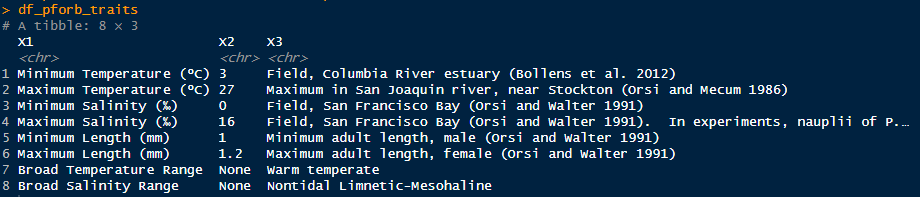 > df_pforb_traits
# A tibble: 8 × 3
X1 X2 X3
<chr> <chr> <chr>
1 Minimum Temperature (ºC) 3 Field, Columbia River estuary (Bollens et al. 2012)
2 Maximum Temperature (ºC) 27 Maximum in San Joaquin river, near Stockton (Orsi and Mecum 1986)
3 Minimum Salinity (‰) 0 Field, San Francisco Bay (Orsi and Walter 1991)
4 Maximum Salinity (‰) 16 Field, San Francisco Bay (Orsi and Walter 1991).  In experiments, nauplii of P.…
5 Minimum Length (mm) 1 Minimum adult length, male (Orsi and Walter 1991)
6 Maximum Length (mm) 1.2 Maximum adult length, female (Orsi and Walter 1991)
7 Broad Temperature Range None Warm temperate
8 Broad Salinity Range None Nontidal Limnetic-Mesohaline